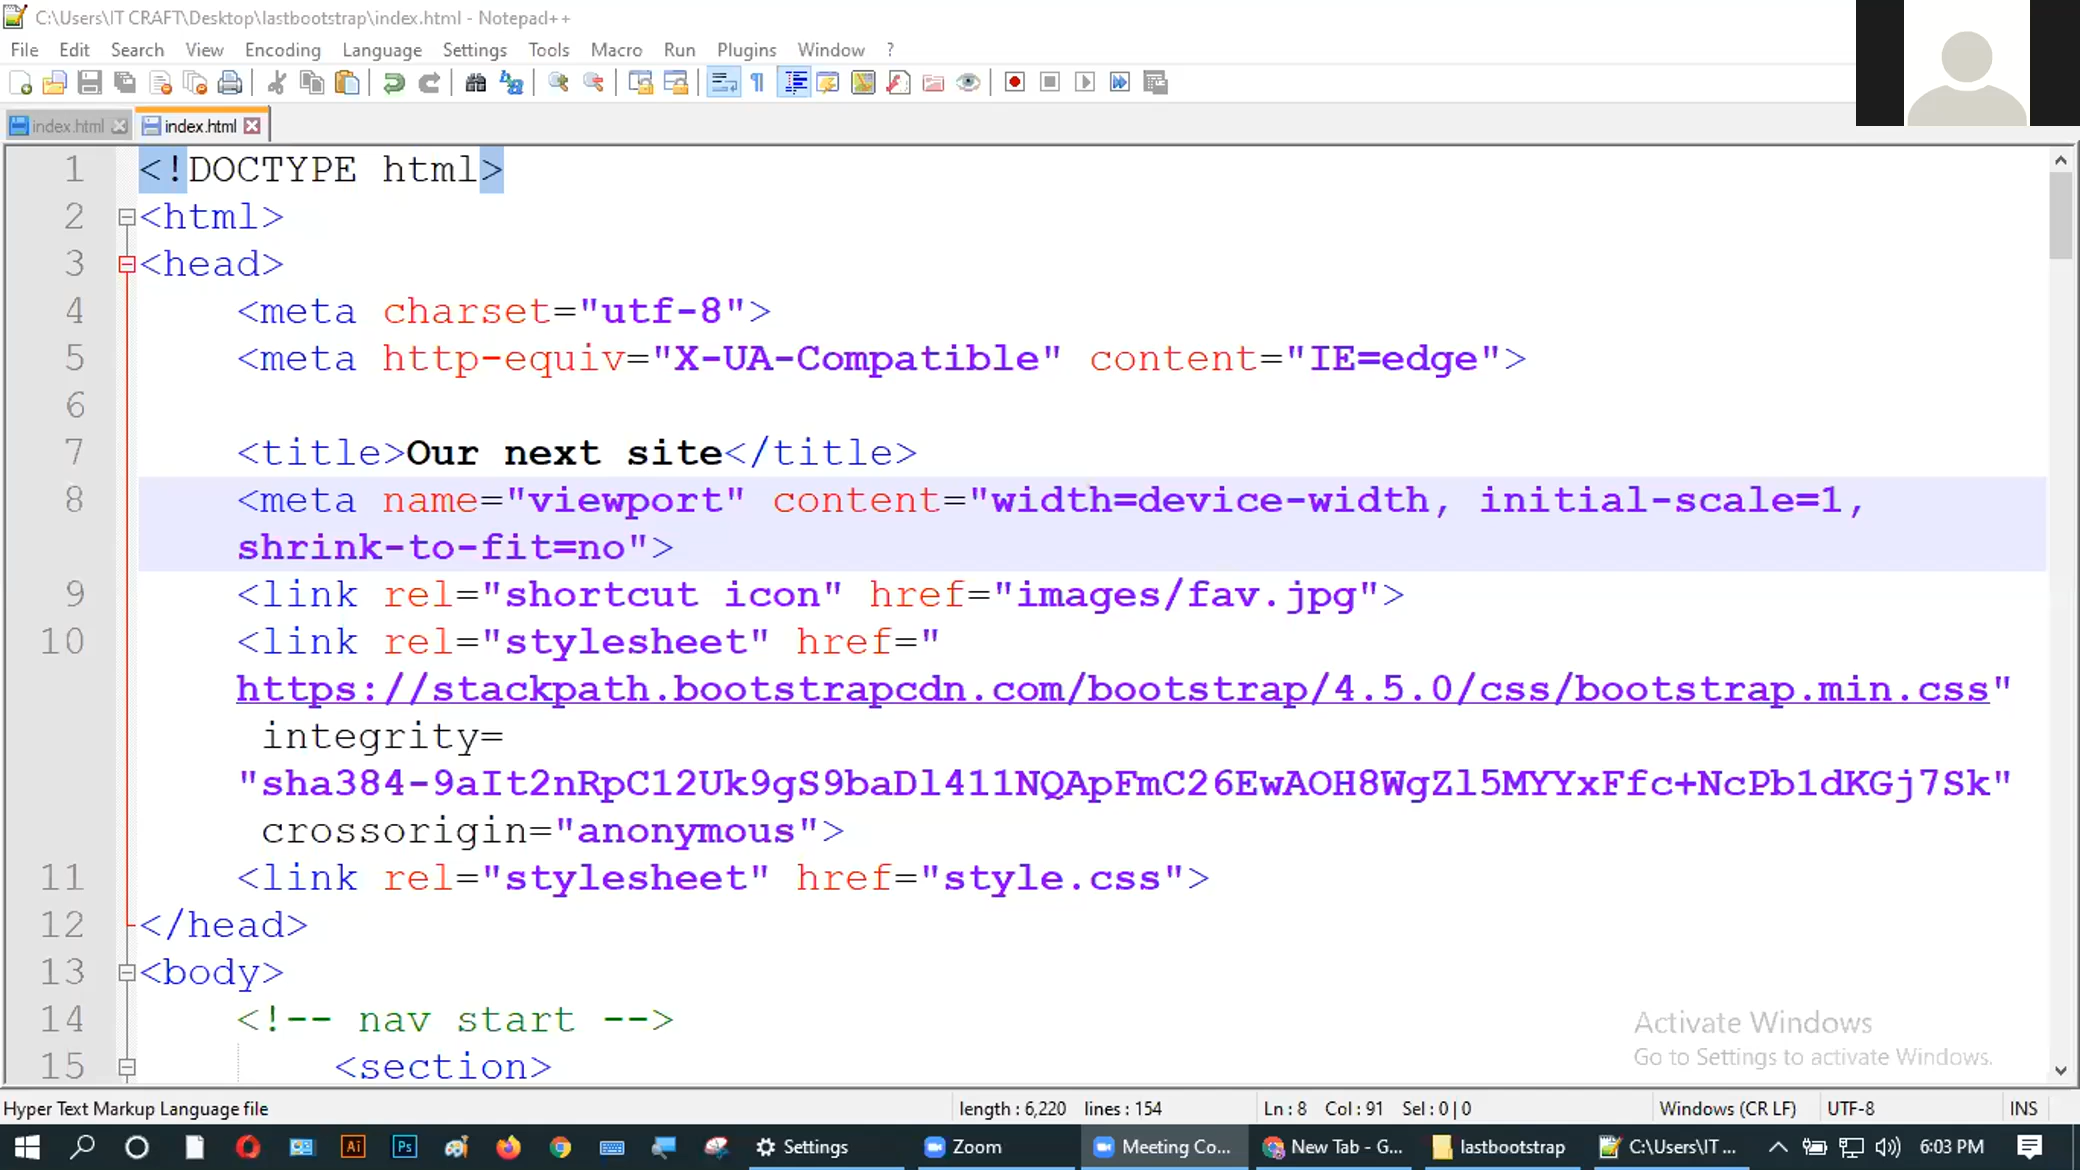 C:\Users\IT CRAFT\Desktop\lastbootstrap\index.html - Notepad++
File Edit Search View Encoding Language Settings Tools Macro Run Plugins Window ?
index.html index.html
1 <!DOCTYPE html>
2 <html>
3 <head>
4 <meta charset="utf-8">
5 <meta http-equiv="X-UA-Compatible" content="IE=edge">
6
7 <title>Our next site</title>
8 <meta name="viewport" content="width=device-width, initial-scale=1,
shrink-to-fit=no">
9 <link rel="shortcut icon" href="images/fav.jpg">
10 <link rel="stylesheet" href="
https://stackpath.bootstrapcdn.com/bootstrap/4.5.0/css/bootstrap.min.css"
integrity=
"sha384-9aIt2nRpC12Uk9gS9baDl411NQApFmC26EwAOH8WgZl5MYYxFfc+NcPb1dKGj7Sk"
crossorigin="anonymous">
11 <link rel="stylesheet" href="style.css">
12 </head>
13 <body>
14 <!-- nav start -->
15 <section>
Activate Windows
Go to Settings to activate Windows.
Hyper Text Markup Language file length : 6,220 lines : 154 Ln : 8 Col : 91 Sel : 0 | 0 Windows (CR LF) UTF-8 INS
Ai Ps Settings Zoom Meeting Co... New Tab - G... lastbootstrap C:\Users\IT ... 6:03 PM